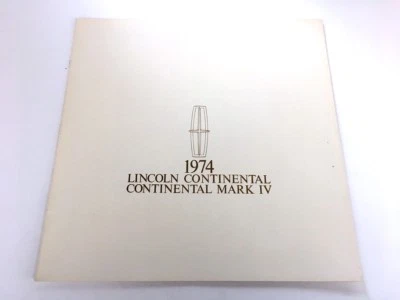 1974
LINCOLN CONTINENTAL
CONTINENTAL MARK IV